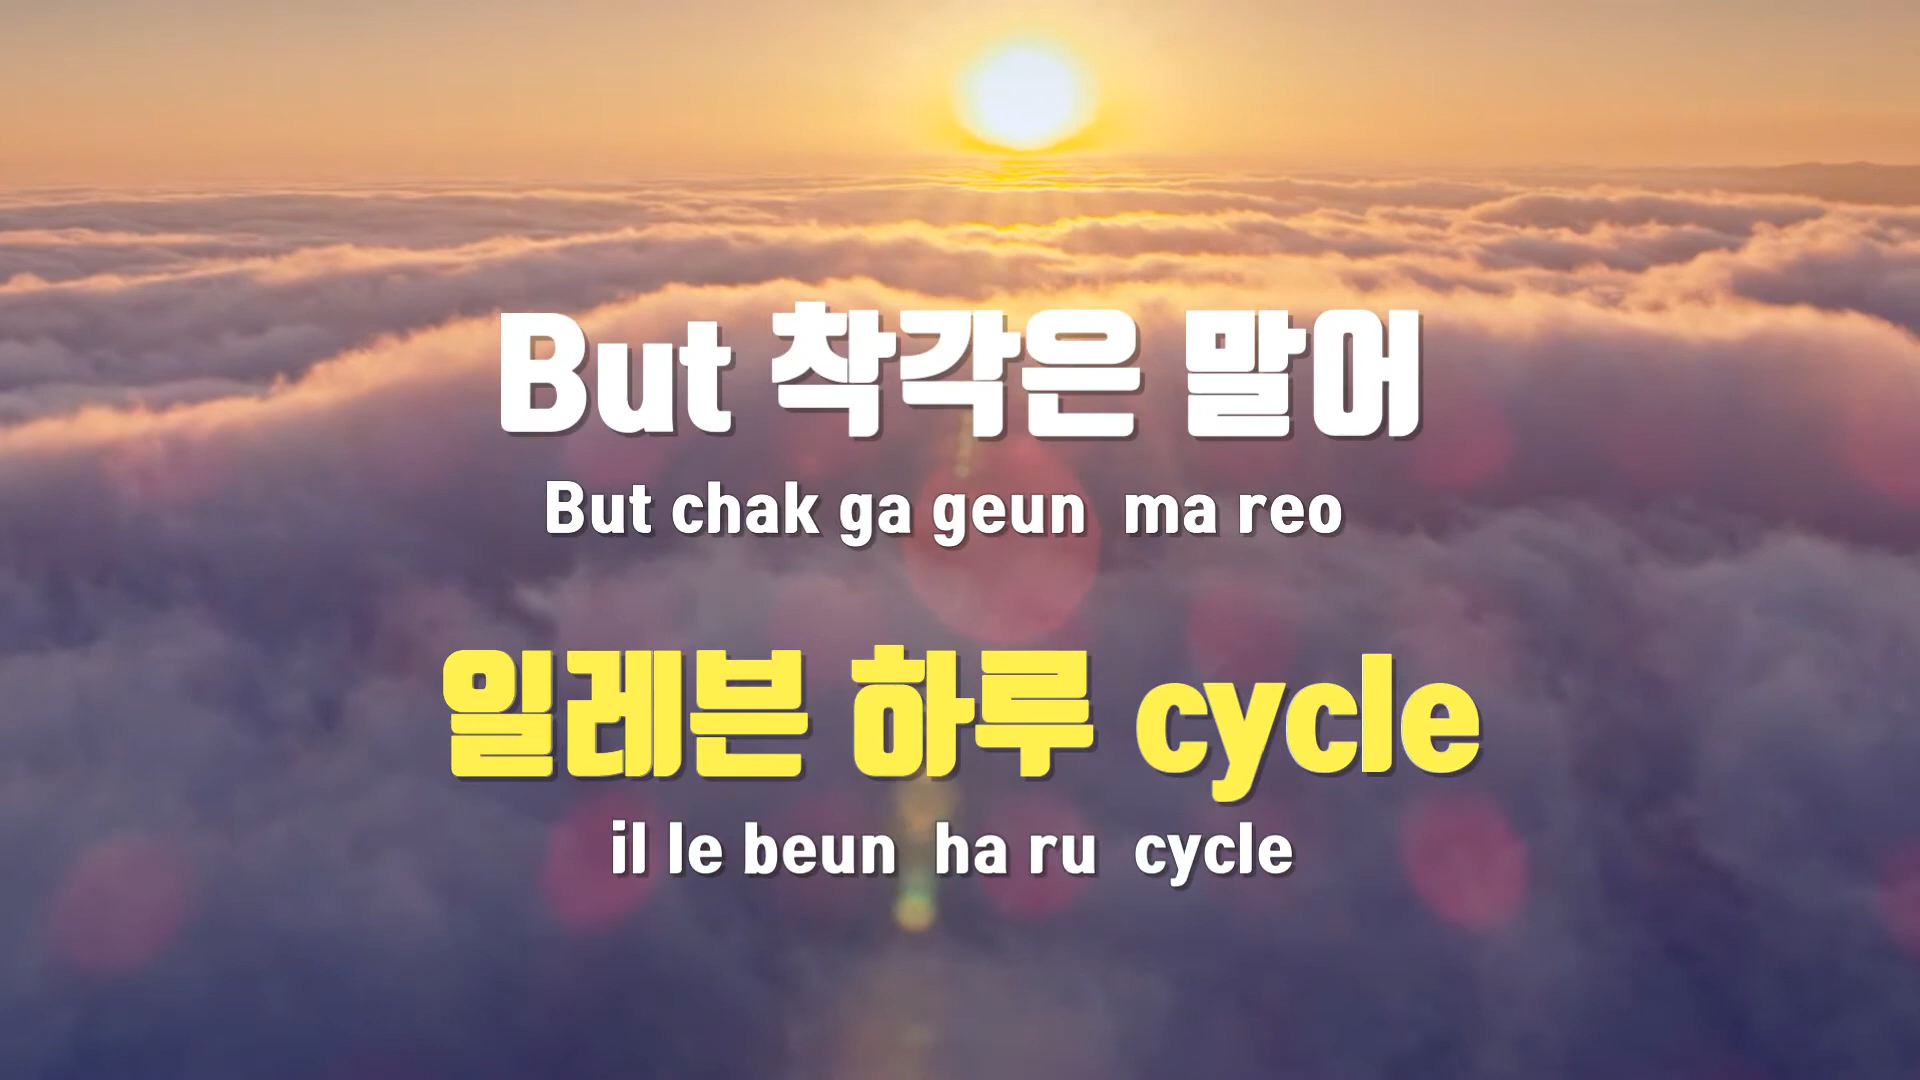 But 착각은 말어
But chak ga geun ma reo
일레븐 하루 cycle
il le beun ha ru cycle